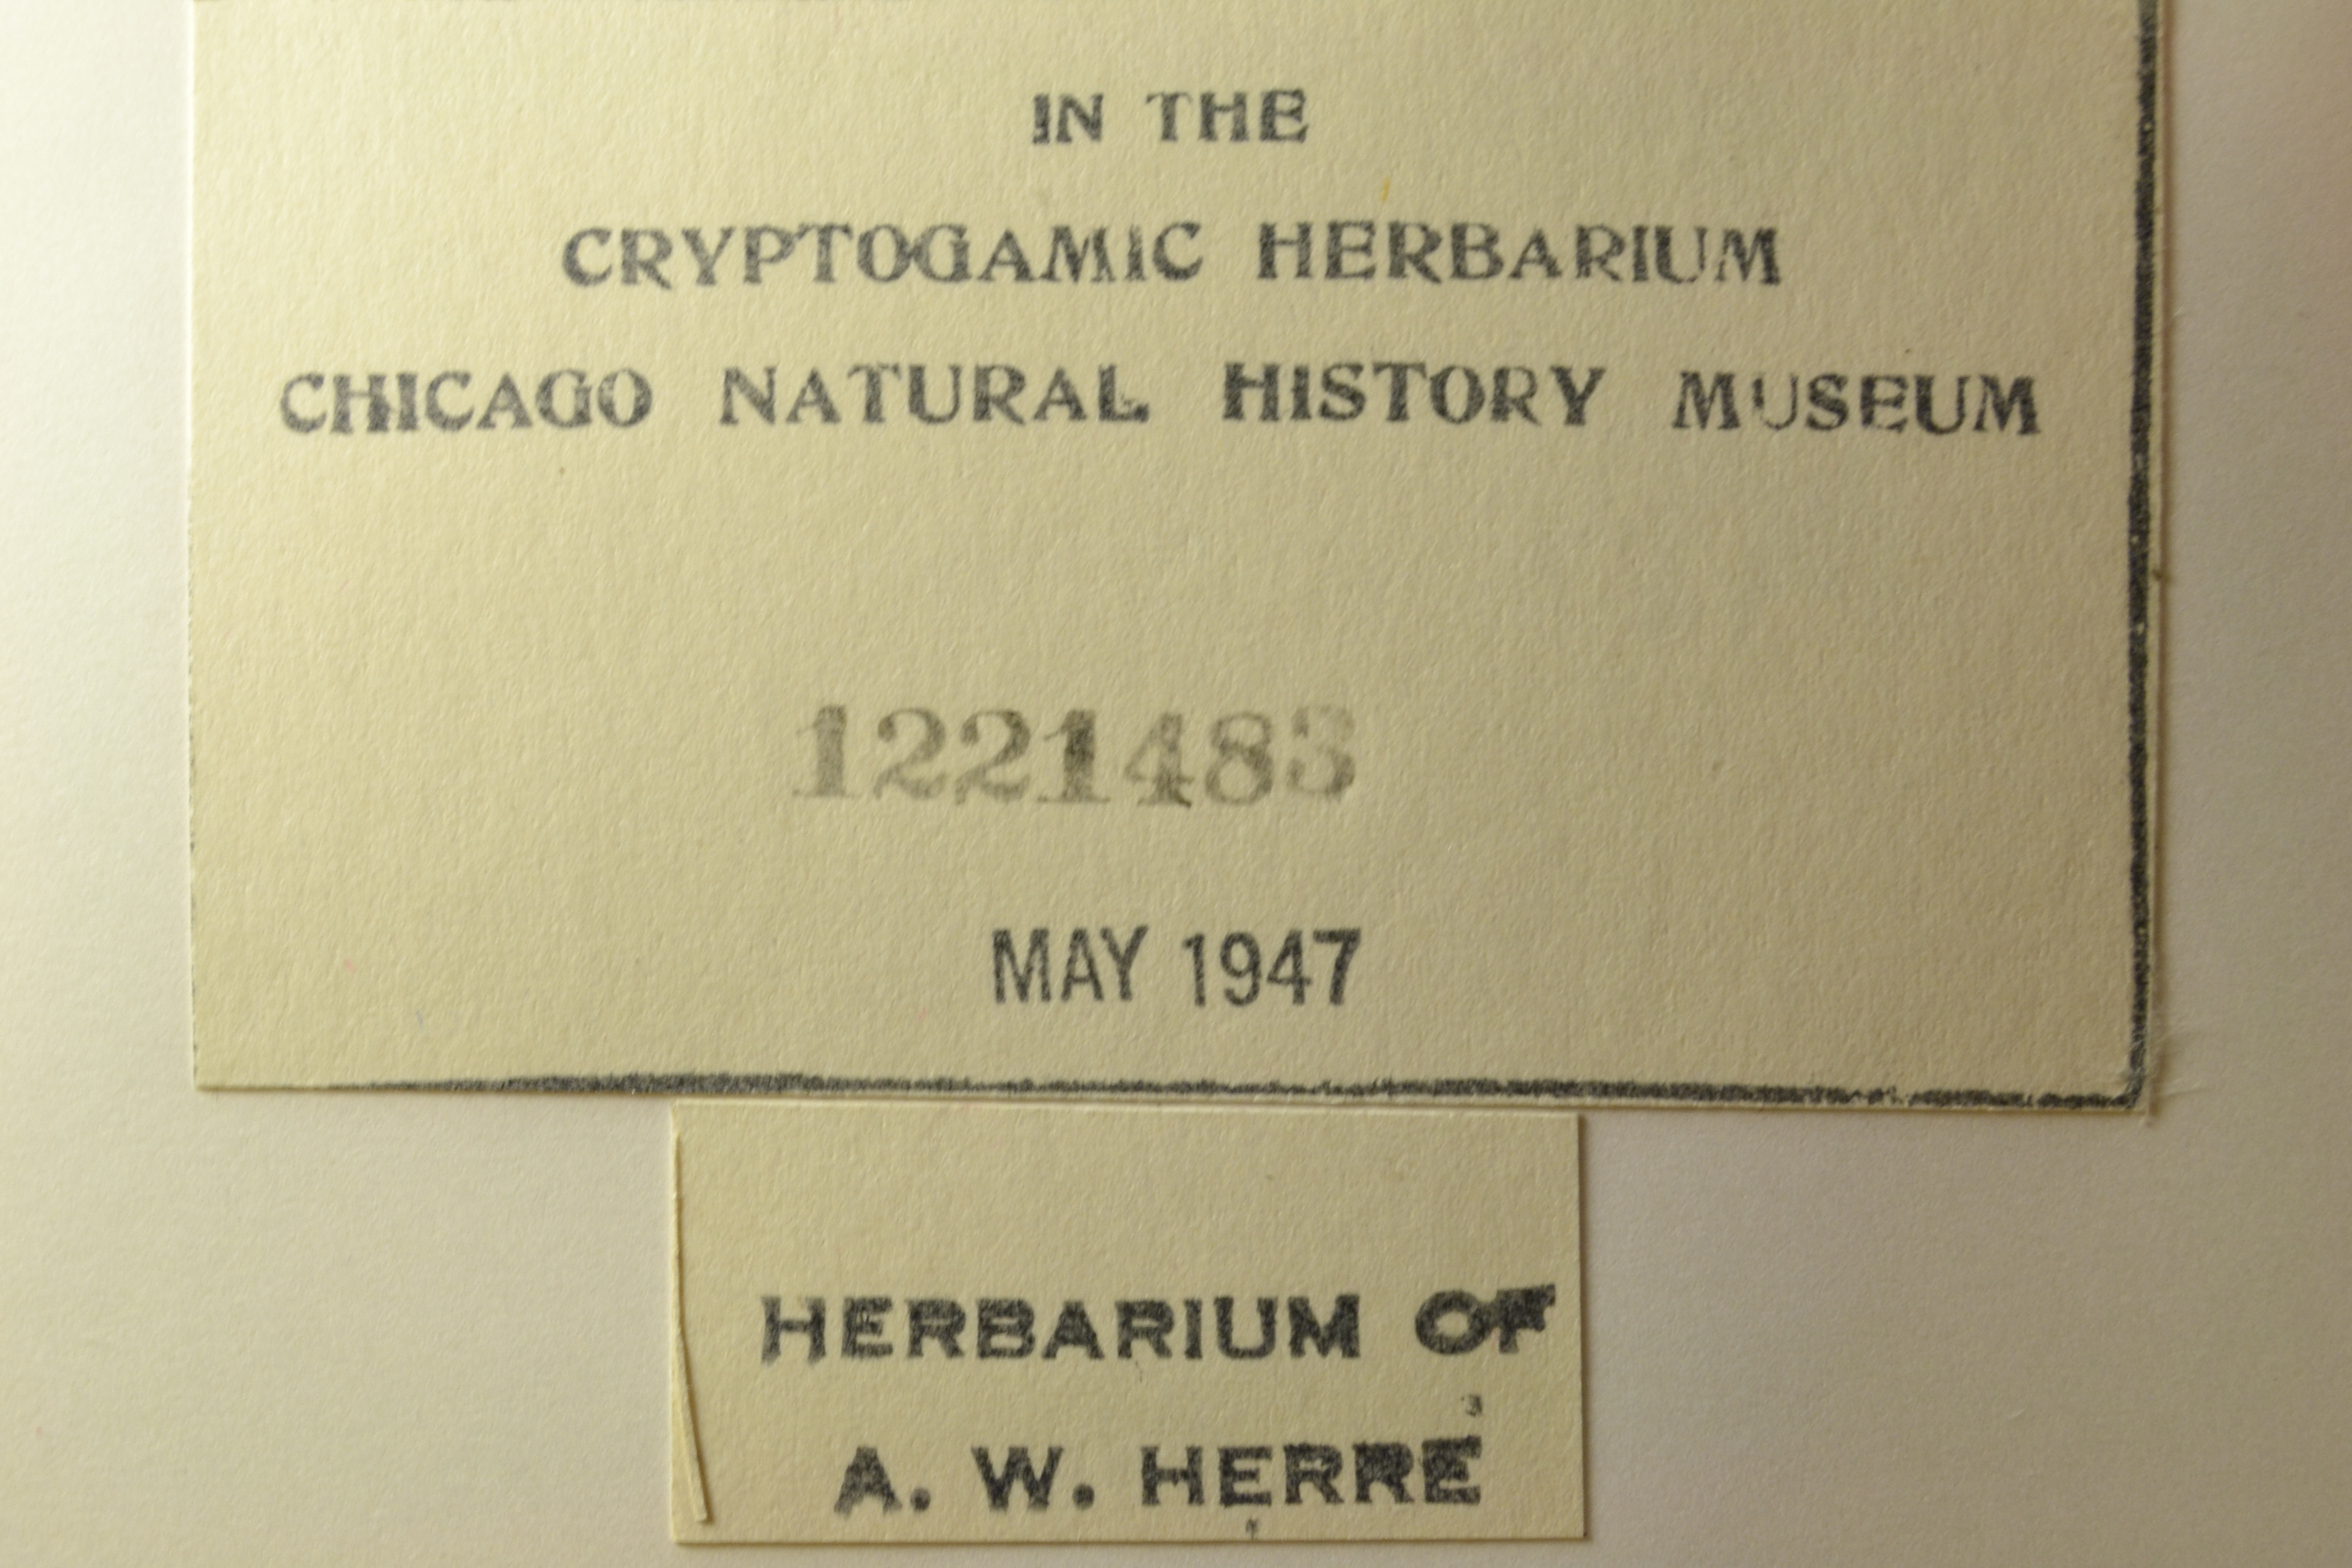 IN THE
CRYPTOGAMIC HERBARIUM
CHICAGO NATURAL HISTORY MUSEUM
1221483
MAY 1947
HERBARIUM OF
A. W. HERRE